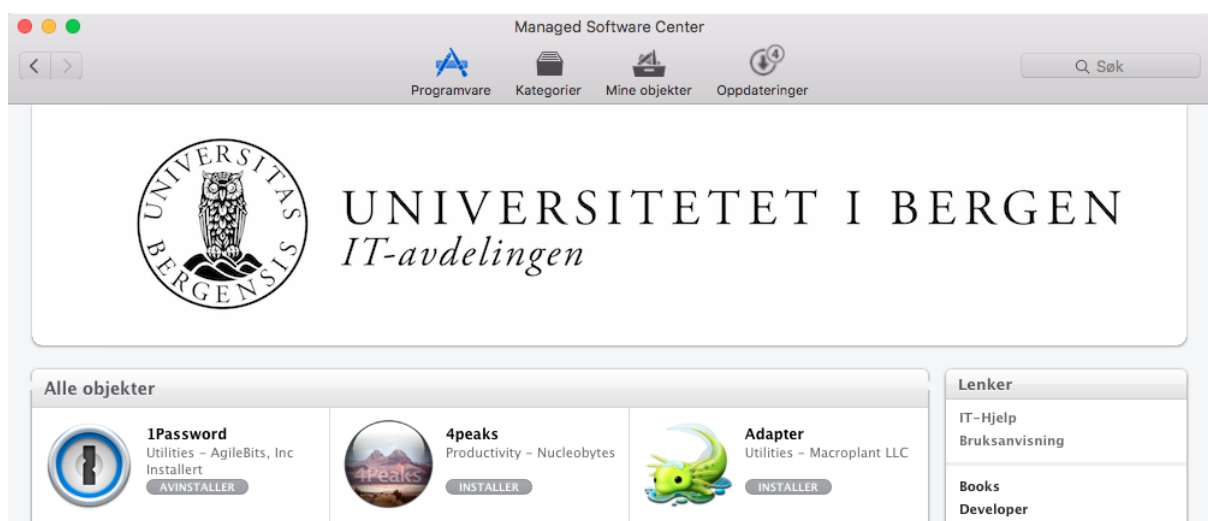 Managed Software Center
4
Søk
Programvare Kategorier Mine objekter Oppdateringer
UNIVERSITAS BERGENSIS
UNIVERSITETET I BERGEN
IT-avdelingen
Alle objekter
1Password
Utilities – AgileBits, Inc
Installert
AVINSTALLER
4Peaks
4peaks
Productivity – Nucleobytes
INSTALLER
Adapter
Utilities – Macroplant LLC
INSTALLER
Lenker
IT-Hjelp
Bruksanvisning
Books
Developer